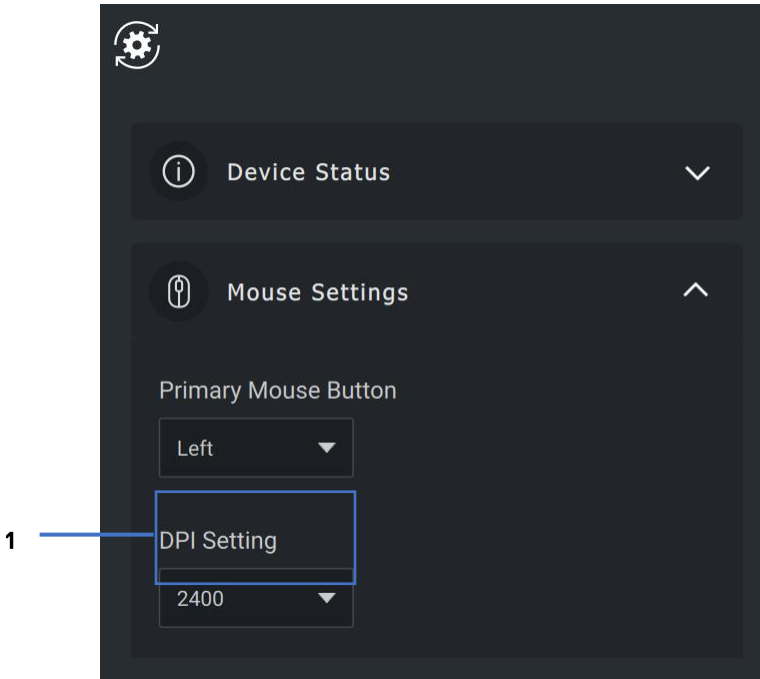 Device Status
Mouse Settings
Primary Mouse Button
Left
1
DPI Setting
2400